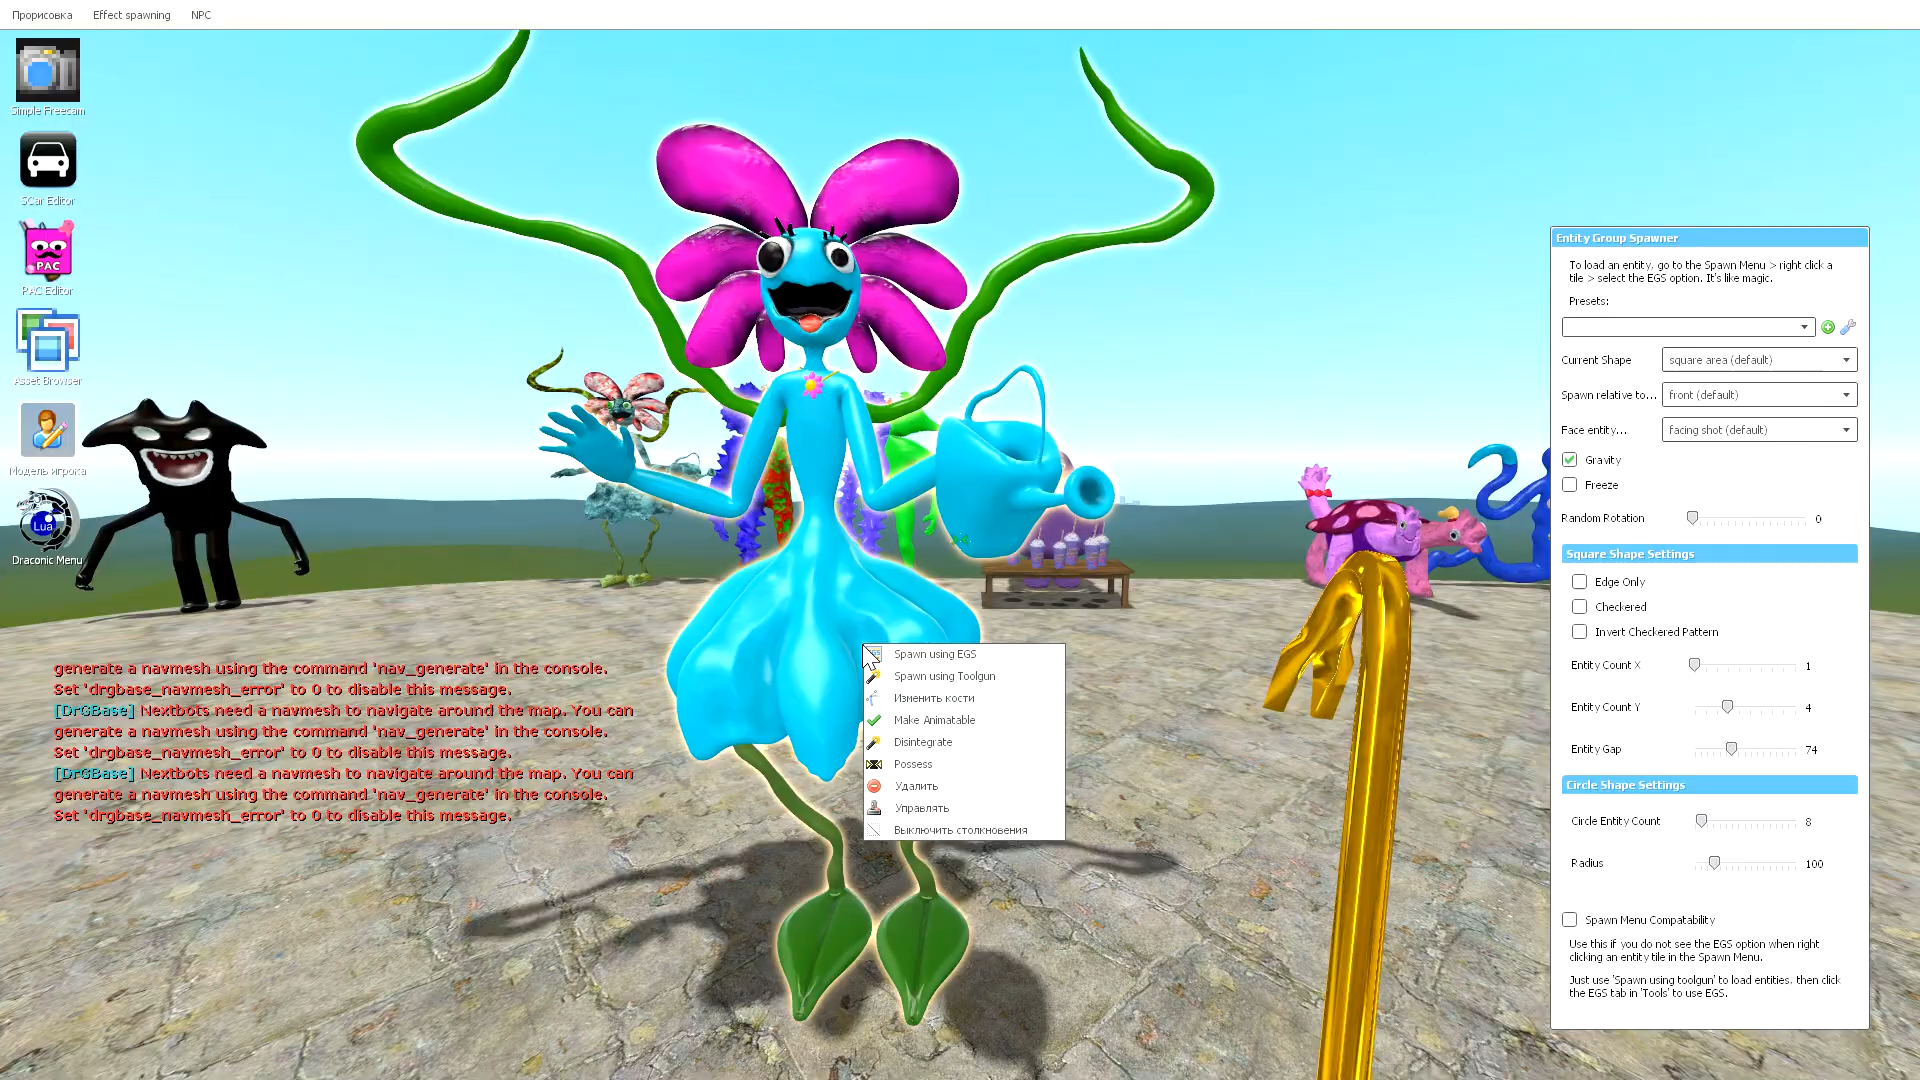 Прорисовка
Effect spawning
NPC
Simple Freecam
SCar Editor
PAC
PAC Editor
Asset Browser
Модель игрока
Lua
Draconic Menu
generate a navmesh using the command 'nav_generate' in the console.
Set 'drgbase_navmesh_error' to 0 to disable this message.
[DrGBase] Nextbots need a navmesh to navigate around the map. You can
generate a navmesh using the command 'nav_generate' in the console.
Set 'drgbase_navmesh_error' to 0 to disable this message.
[DrGBase] Nextbots need a navmesh to navigate around the map. You can
generate a navmesh using the command 'nav_generate' in the console.
Set 'drgbase_navmesh_error' to 0 to disable this message.
Spawn using EGS
Spawn using Toolgun
Изменить кости
Make Animatable
Disintegrate
Possess
Удалить
Управлять
Выключить столкновения
Entity Group Spawner
To load an entity, go to the Spawn Menu > right click a
tile > select the EGS option. It's like magic.
Presets:
Current Shape
square area (default)
Spawn relative to...
front (default)
Face entity...
facing shot (default)
Gravity
Freeze
Random Rotation
0
Square Shape Settings
Edge Only
Checkered
Invert Checkered Pattern
Entity Count X
1
Entity Count Y
4
Entity Gap
74
Circle Shape Settings
Circle Entity Count
8
Radius
100
Spawn Menu Compatability
Use this if you do not see the EGS option when right
clicking an entity tile in the Spawn Menu.
Just use 'Spawn using toolgun' to load entities, then click
the EGS tab in 'Tools' to use EGS.